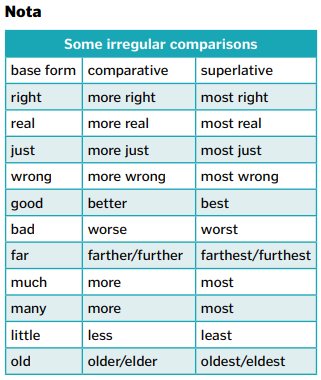 Nota
Some irregular comparisons
base form comparative superlative
right more right most right
real more real most real
just more just most just
wrong more wrong most wrong
good better best
bad worse worst
far farther/further farthest/furthest
much more most
many more most
little less least
old older/elder oldest/eldest